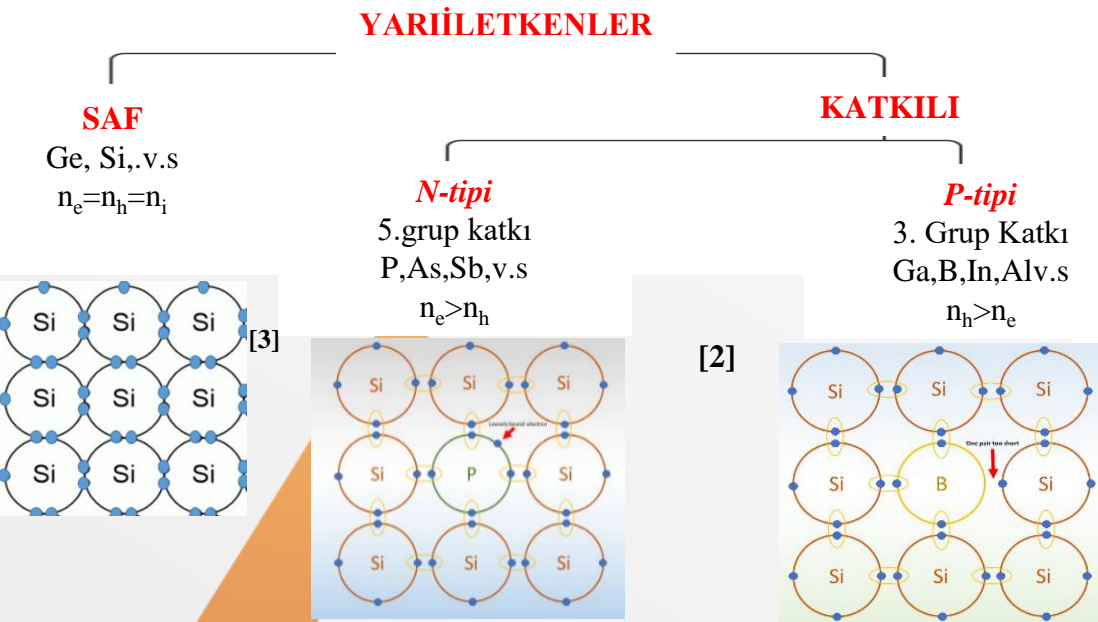 YARIİLETKENLER
SAF
Ge, Si,.v.s
nₑ=nₕ=nᵢ
KATKILI
N-tipi
5.grup katkı
P,As,Sb,v.s
nₑ>nₕ
P-tipi
3. Grup Katkı
Ga,B,In,Alv.s
nₕ>nₑ
Si Si Si
Si Si Si
Si Si Si
[3]
Si Si Si
Loosely bound electron
Si P Si
Si Si Si
[2]
Si Si Si
One pair too short
Si B Si
Si Si Si